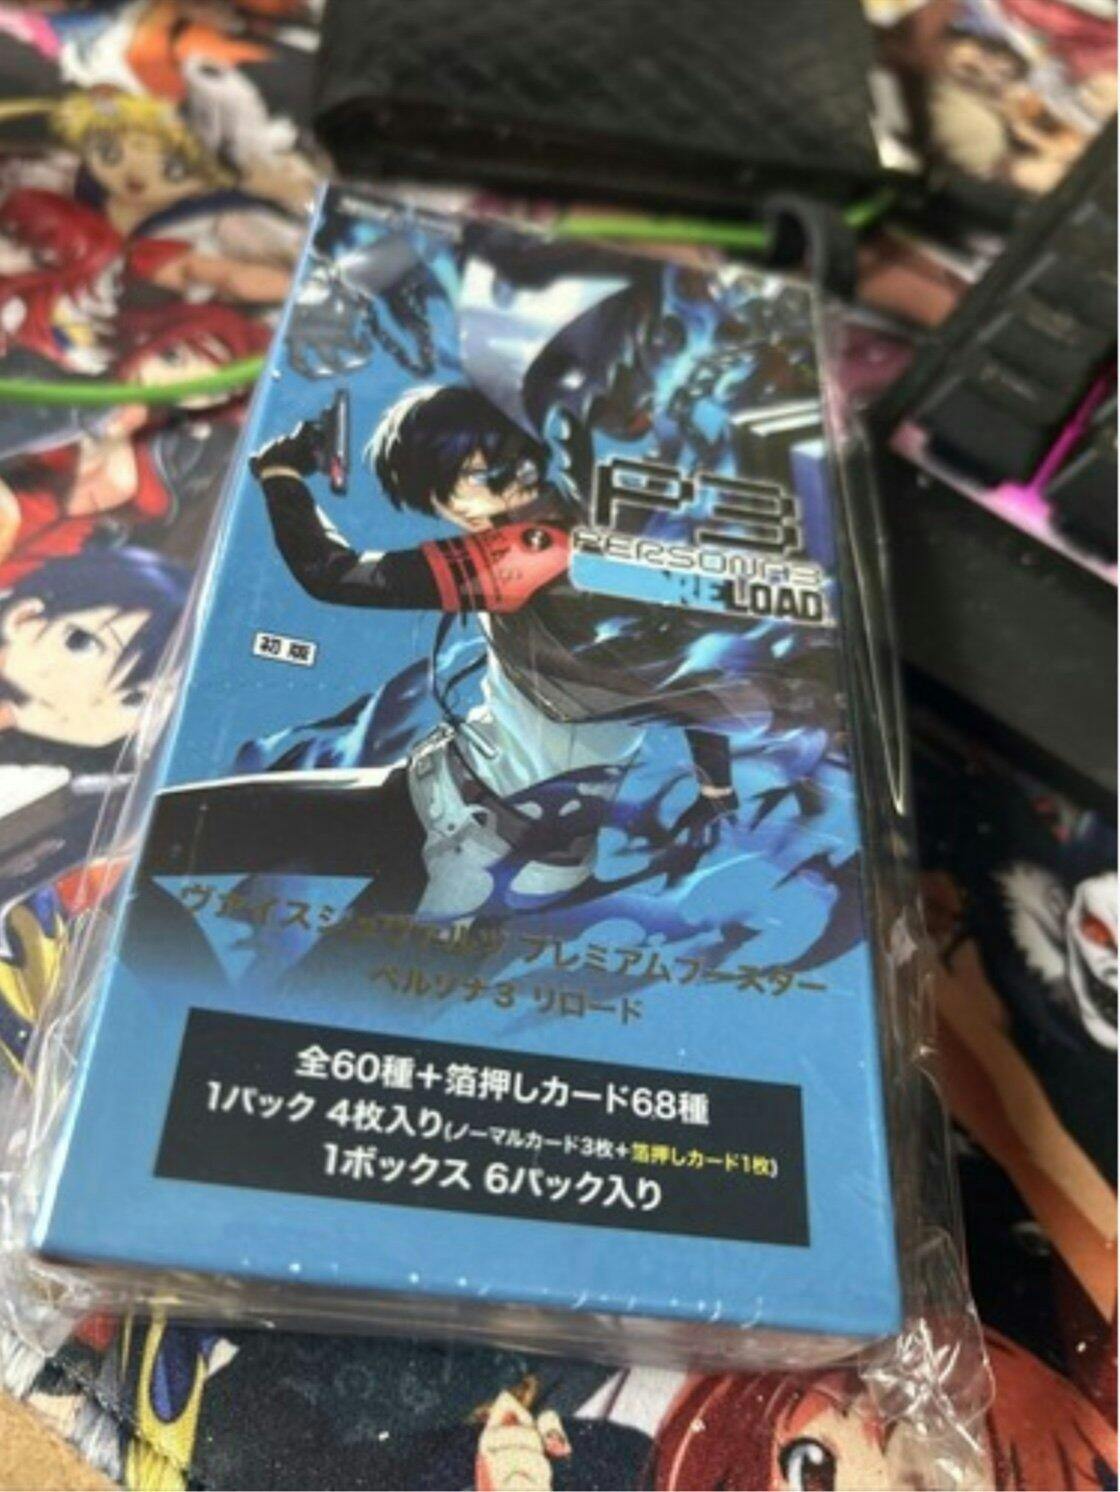 P3
PERSONA3
RELOAD
S.E.E.S
初版
ヴァイスシュヴァルツ プレミアムブースター
ペルソナ3 リロード
全60種+箔押しカード68種
1パック 4枚入り(ノーマルカード3枚+箔押しカード1枚)
1ボックス 6パック入り